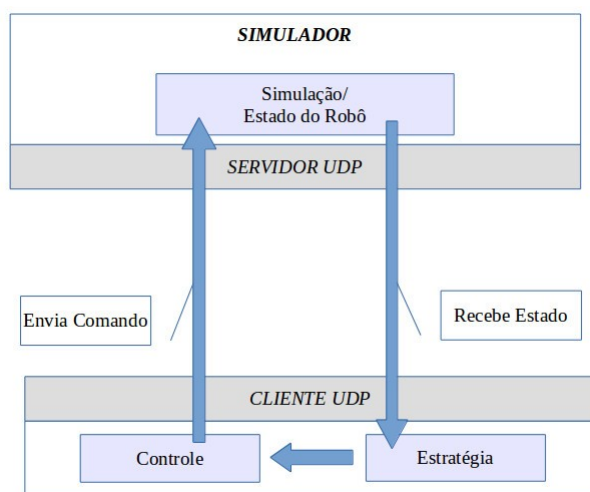 SIMULADOR
Simulação/
Estado do Robô
SERVIDOR UDP
Envia Comando
Recebe Estado
CLIENTE UDP
Controle
Estratégia